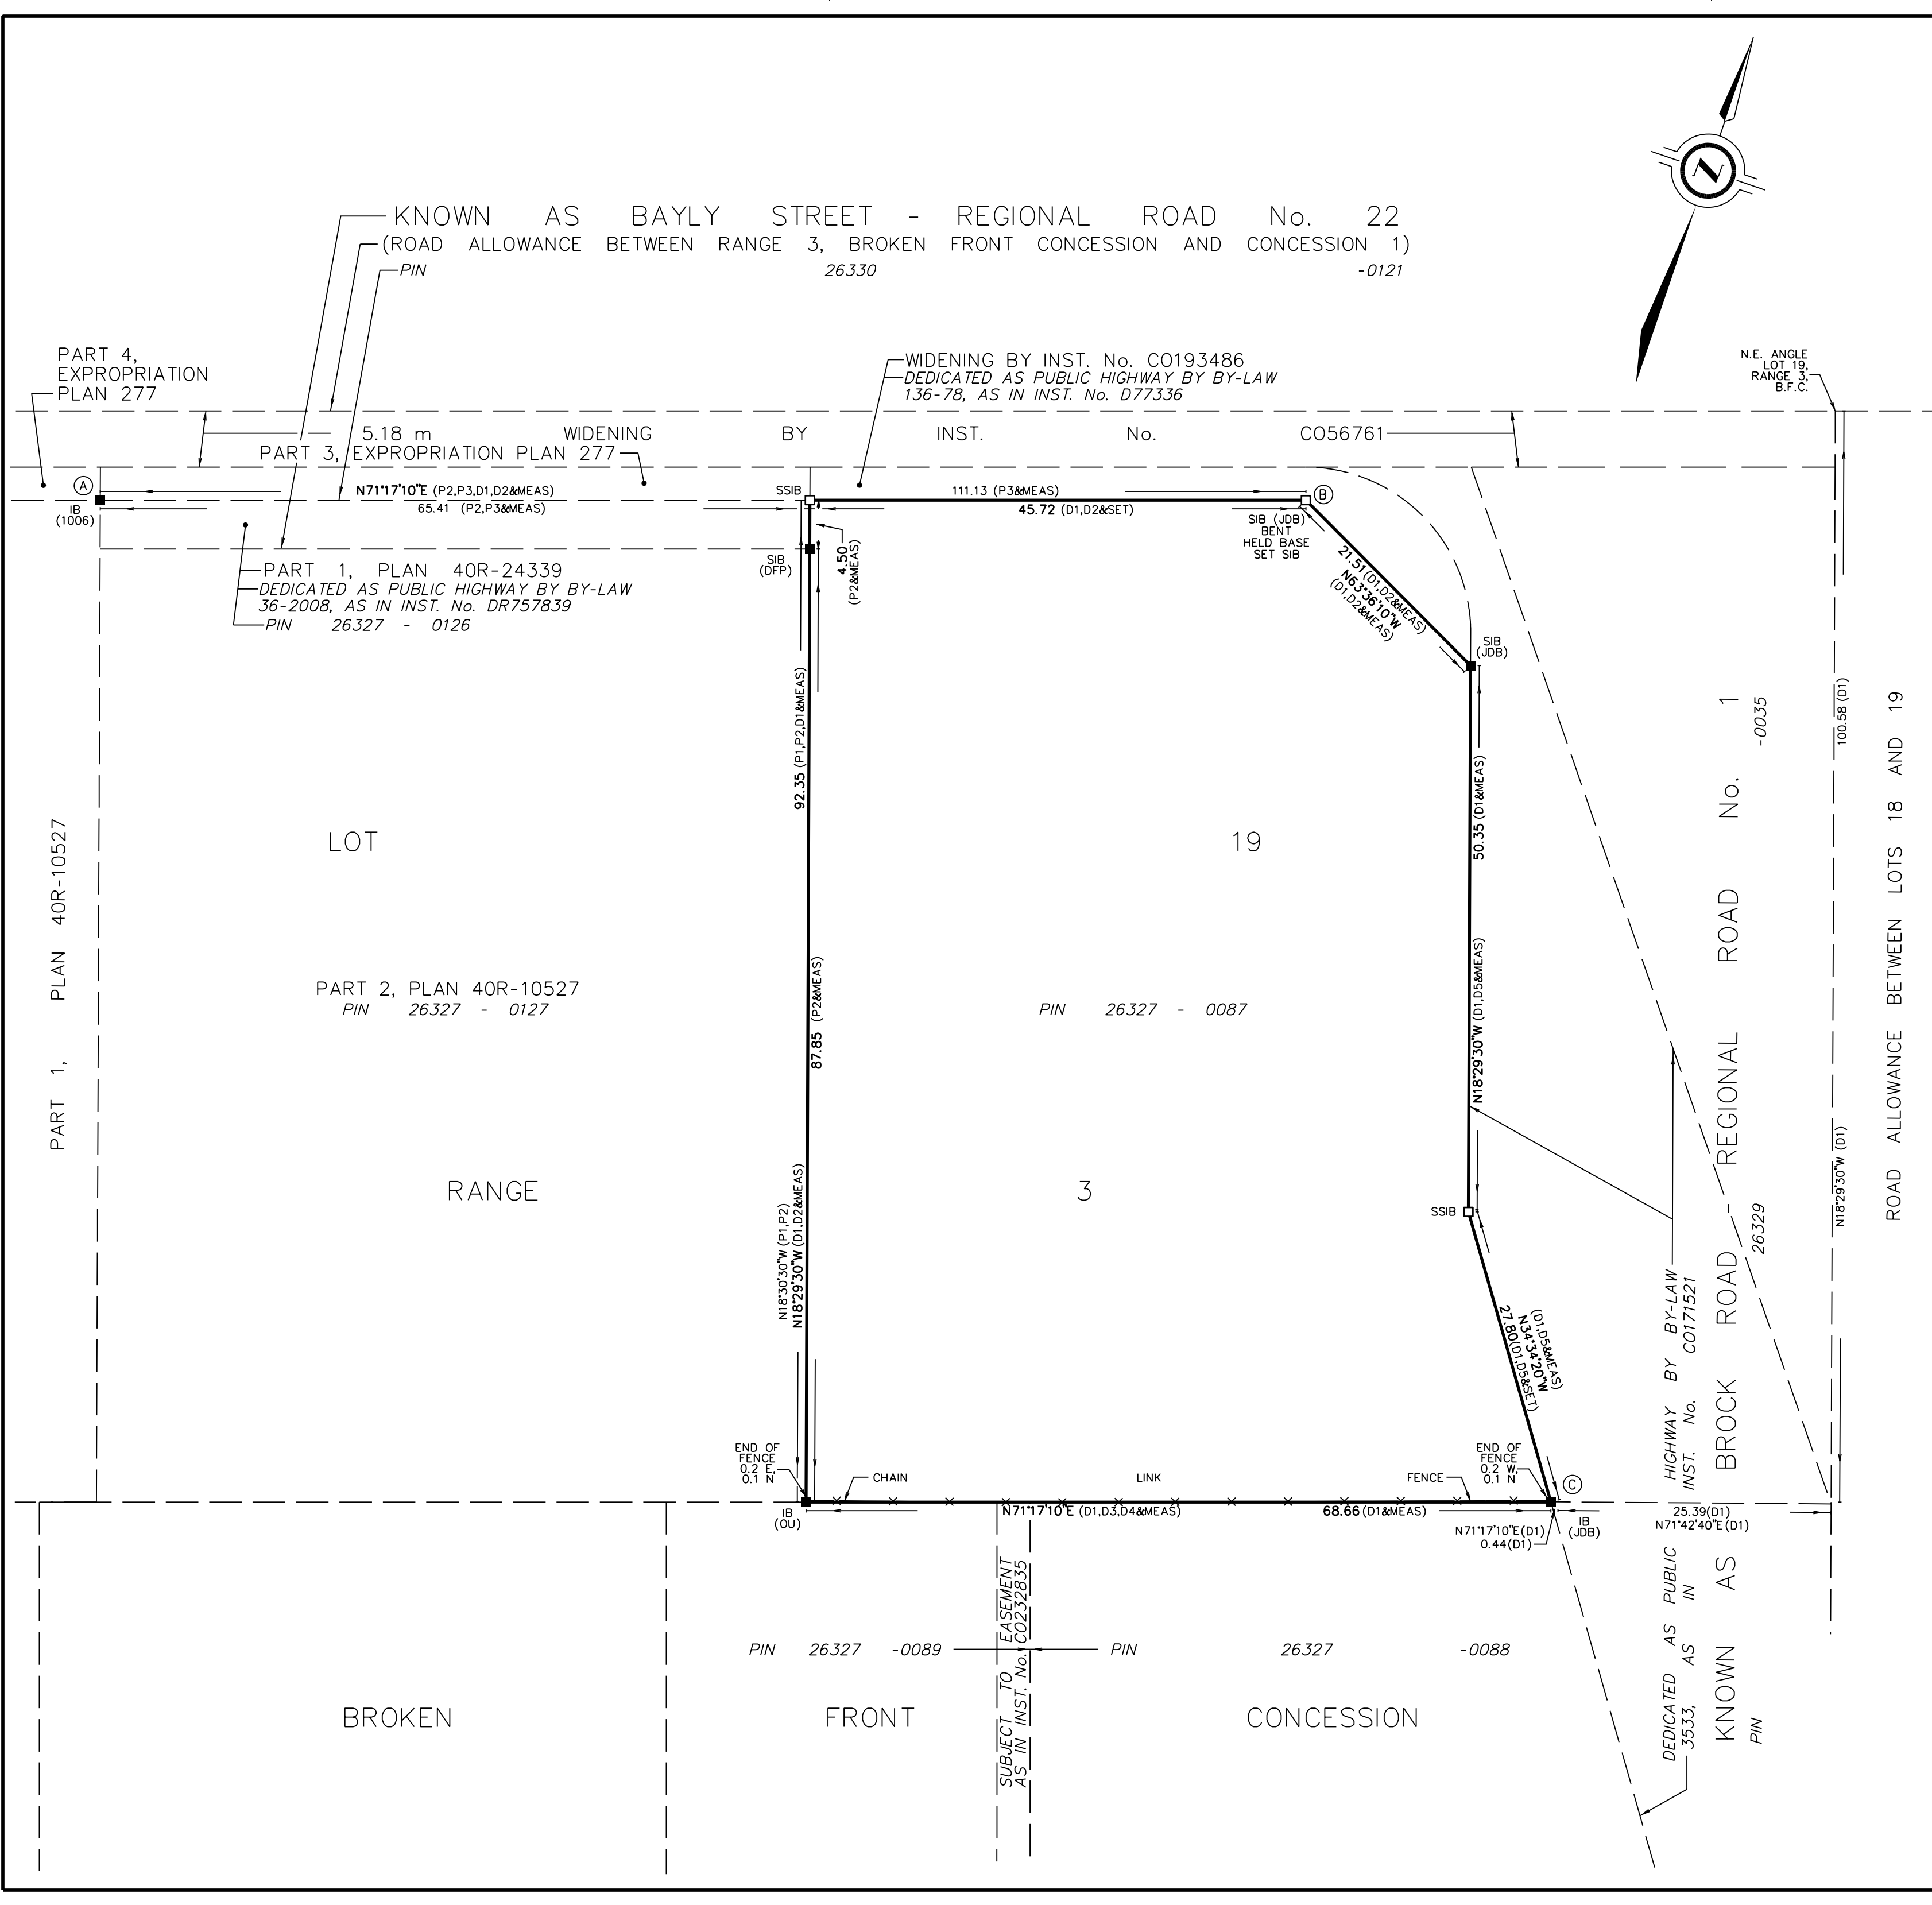 KNOWN AS BAYLY STREET - REGIONAL ROAD No. 22
(ROAD ALLOWANCE BETWEEN RANGE 3, BROKEN FRONT CONCESSION AND CONCESSION 1)
PIN 26330 -0121
N
PART 4,
EXPROPRIATION
PLAN 277
WIDENING BY INST. No. CO193486
DEDICATED AS PUBLIC HIGHWAY BY BY-LAW
136-78, AS IN INST. No. D77336
N.E. ANGLE
LOT 19,
RANGE 3,
B.F.C.
5.18 m WIDENING BY INST. No. CO56761
PART 3, EXPROPRIATION PLAN 277
A
N71°17'10"E (P2,P3,D1,D2&MEAS)
65.41 (P2,P3&MEAS)
IB
(1006)
SSIB
111.13 (P3&MEAS)
45.72 (D1,D2&SET)
B
SIB (JDB)
BENT
HELD BASE
SET SIB
SIB
(DFP)
4.50
(P2&MEAS)
21.51(D1,D2&MEAS)
N63°36'10"W
(D1,D2&MEAS)
SIB
(JDB)
PART 1, PLAN 40R-24339
DEDICATED AS PUBLIC HIGHWAY BY BY-LAW
36-2008, AS IN INST. No. DR757839
PIN 26327 - 0126
92.35 (P1,P2,D1&MEAS)
50.35 (D1&MEAS)
100.58 (D1)
LOT 19
PART 1, PLAN 40R-10527
PART 2, PLAN 40R-10527
PIN 26327 - 0127
87.85 (P2&MEAS)
PIN 26327 - 0087
N18°29'30"W (D1,D5&MEAS)
RANGE 3
N18°30'30"W (P1,P2)
N18°29'30"W (D1,D2&MEAS)
SSIB
(D1,D5&MEAS)
N34°34'20"W
27.80(D1,D5&SET)
N18°29'30"W (D1)
ROAD ALLOWANCE BETWEEN LOTS 18 AND 19
KNOWN AS BROCK ROAD - REGIONAL ROAD No. 1
PIN 26329 -0035
DEDICATED AS PUBLIC HIGHWAY BY BY-LAW
3533, AS IN INST. No. CO171521
END OF
FENCE
0.2 E,
0.1 N
CHAIN LINK FENCE
END OF
FENCE
0.2 W,
0.1 N
C
IB
(OU)
N71°17'10"E (D1,D3,D4&MEAS)
68.66 (D1&MEAS)
N71°17'10"E(D1)
0.44(D1)
IB
(JDB)
25.39(D1)
N71°42'40"E(D1)
SUBJECT TO EASEMENT
AS IN INST. No. CO232835
PIN 26327 -0089
PIN 26327 -0088
BROKEN FRONT CONCESSION